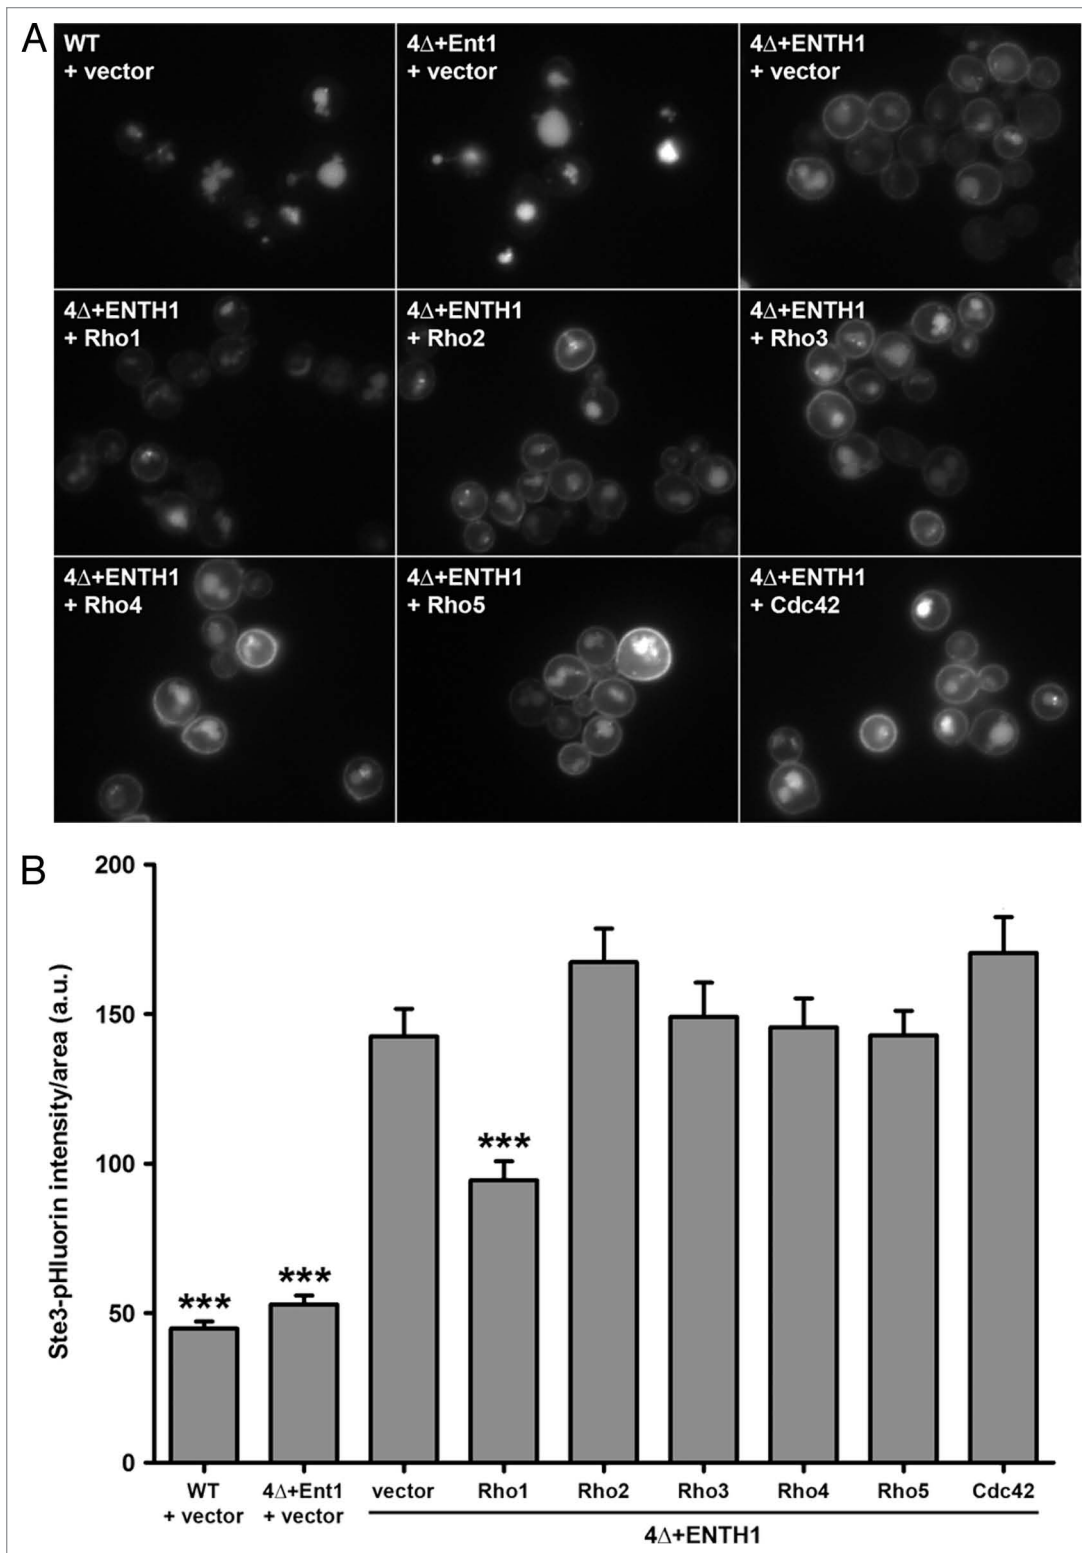 A
WT
+ vector
4Δ+Ent1
+ vector
4Δ+ENTH1
+ vector
4Δ+ENTH1
+ Rho1
4Δ+ENTH1
+ Rho2
4Δ+ENTH1
+ Rho3
4Δ+ENTH1
+ Rho4
4Δ+ENTH1
+ Rho5
4Δ+ENTH1
+ Cdc42
B
Ste3-pHluorin intensity/area (a.u.)
200
150
100
50
0
***
***
***
WT
+ vector
4Δ+Ent1
+ vector
vector
Rho1
Rho2
Rho3
Rho4
Rho5
Cdc42
4Δ+ENTH1